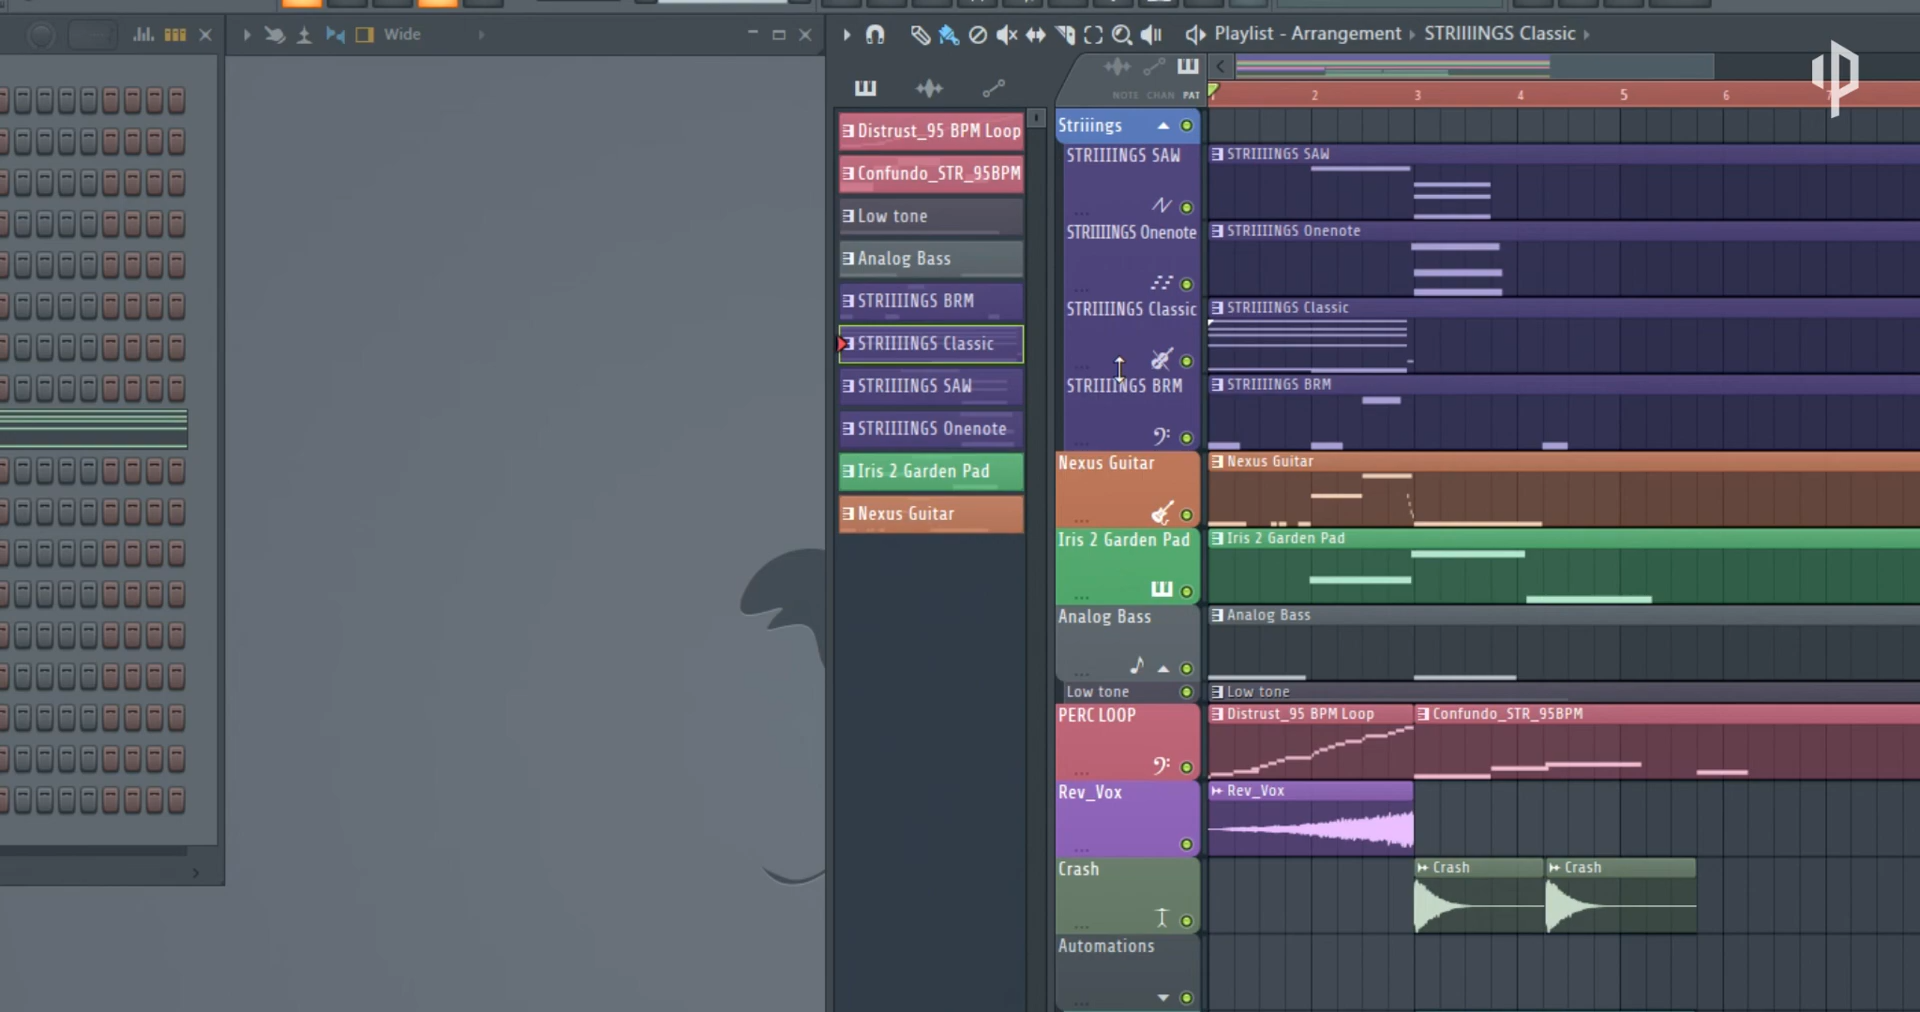 Wide
Playlist - Arrangement › STRIIIINGS Classic ›
NOTE CHAN PAT
2 3 4 5 6 7
Distrust_95 BPM Loop
Confundo_STR_95BPM
Low tone
Analog Bass
STRIIIINGS BRM
STRIIIINGS Classic
STRIIIINGS SAW
STRIIIINGS Onenote
Iris 2 Garden Pad
Nexus Guitar
Striiings
STRIIIINGS SAW
STRIIIINGS SAW
STRIIIINGS Onenote
STRIIIINGS Onenote
STRIIIINGS Classic
STRIIIINGS Classic
STRIIIINGS BRM
STRIIIINGS BRM
Nexus Guitar
Nexus Guitar
Iris 2 Garden Pad
Iris 2 Garden Pad
Analog Bass
Analog Bass
Low tone
Low tone
PERC LOOP
Distrust_95 BPM Loop
Confundo_STR_95BPM
Rev_Vox
Rev_Vox
Crash
Crash
Crash
Automations